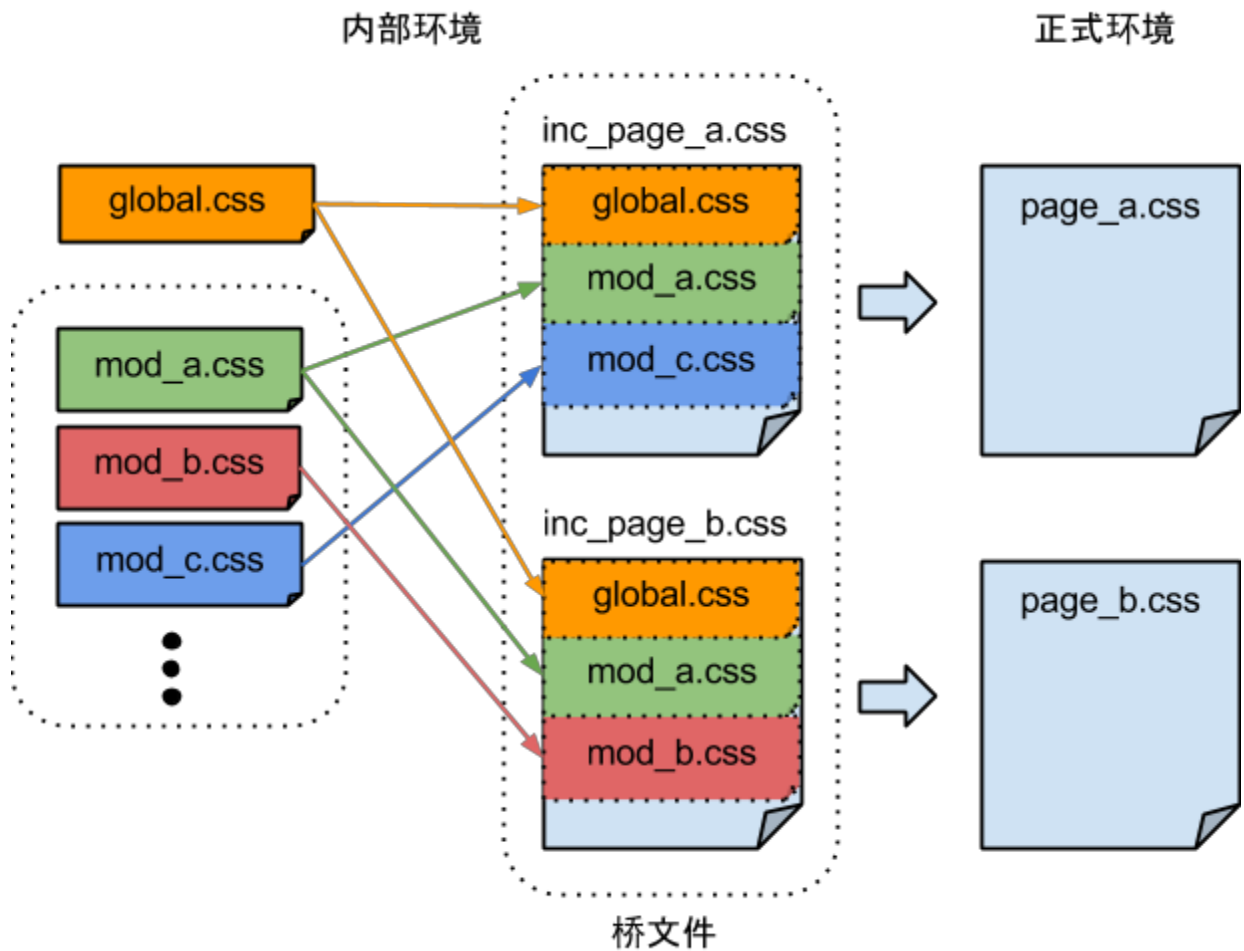 内部环境
正式环境
global.css
mod_a.css
mod_b.css
mod_c.css
inc_page_a.css
global.css
mod_a.css
mod_c.css
inc_page_b.css
global.css
mod_a.css
mod_b.css
桥文件
page_a.css
page_b.css